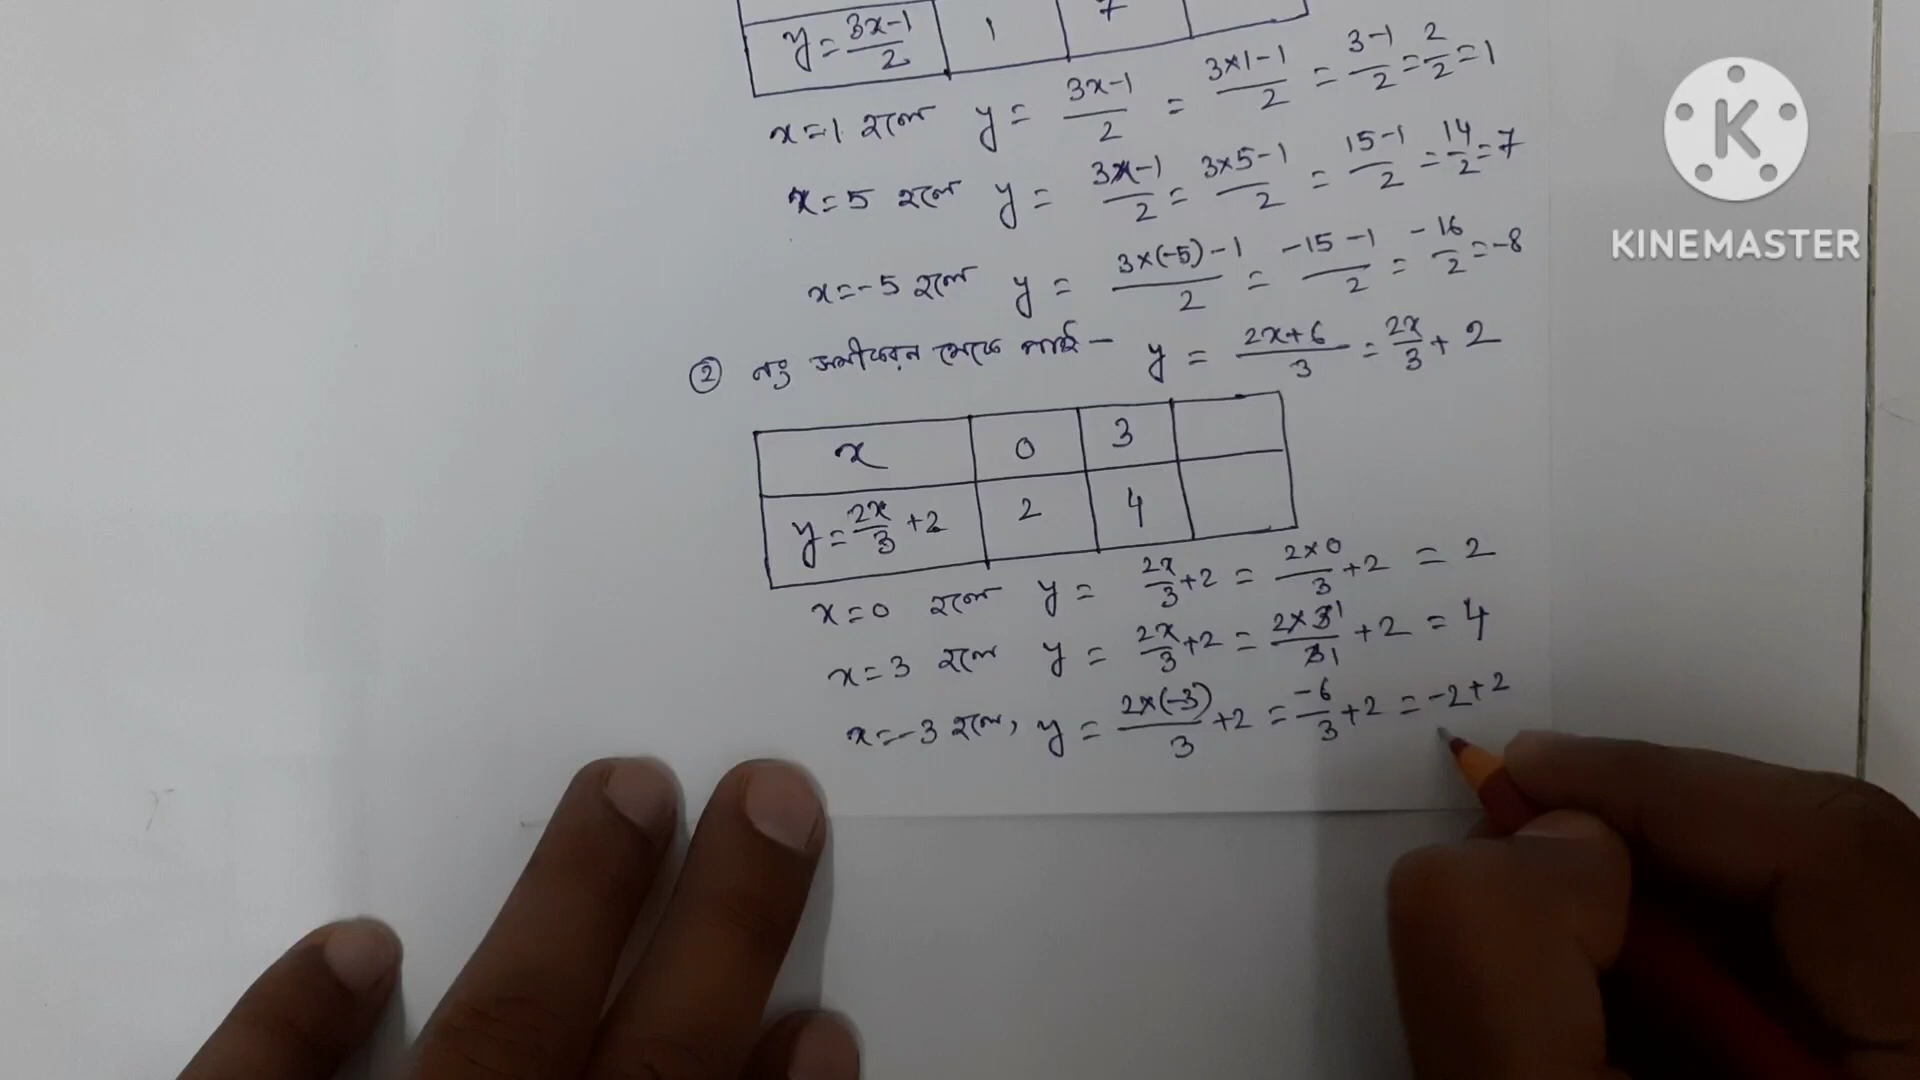 y = (3x-1)/2 1 7
x=1 হলে y = (3x-1)/2 = (3×1-1)/2 = (3-1)/2 = 2/2 = 1
x=5 হলে y = (3x-1)/2 = (3×5-1)/2 = (15-1)/2 = 14/2 = 7
x=-5 হলে y = (3×(-5)-1)/2 = (-15-1)/2 = -16/2 = -8
② নং সমীকরন থেকে পাই— y = (2x+6)/3 = 2x/3 + 2
x 0 3
y = 2x/3 + 2 2 4
x=0 হলে y = 2x/3 + 2 = (2×0)/3 + 2 = 2
x=3 হলে y = 2x/3 + 2 = (2×3 1)/(3 1) + 2 = 4
x=-3 হলে, y = (2×(-3))/3 + 2 = -6/3 + 2 = -2+2
K
KINEMASTER